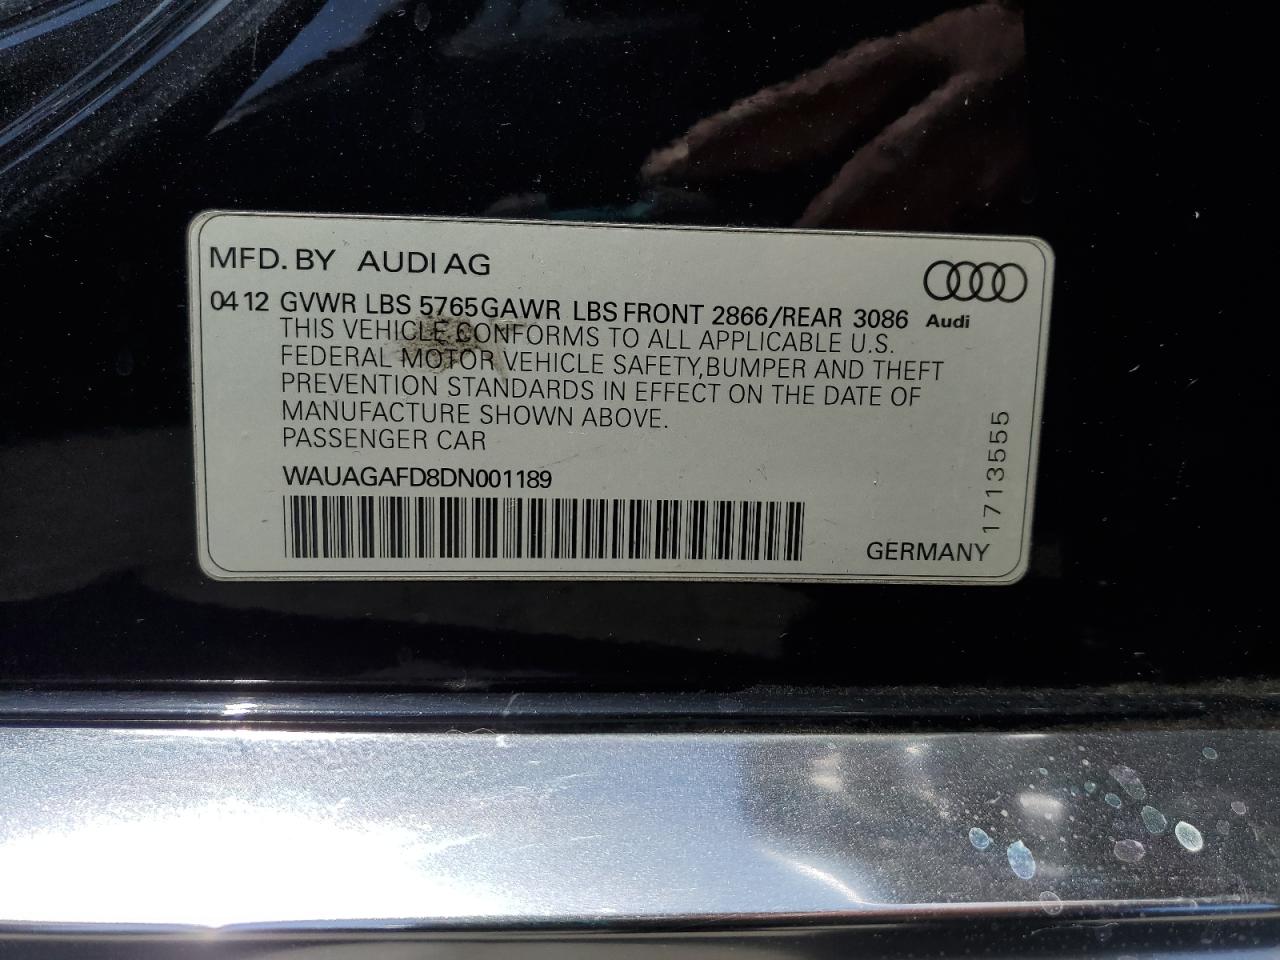 MFD. BY AUDI AG
04 12 GVWR LBS 5765 GAWR LBS FRONT 2866/REAR 3086
Audi
THIS VEHICLE CONFORMS TO ALL APPLICABLE U.S.
FEDERAL MOTOR VEHICLE SAFETY, BUMPER AND THEFT
PREVENTION STANDARDS IN EFFECT ON THE DATE OF
MANUFACTURE SHOWN ABOVE.
PASSENGER CAR
WAUAGAFD8DN001189
GERMANY
1713555